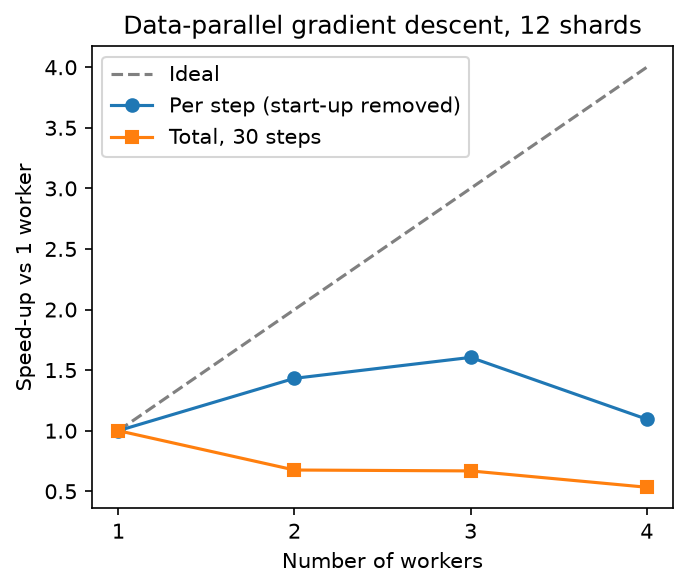 Data-parallel gradient descent, 12 shards
Ideal
Per step (start-up removed)
Total, 30 steps
Speed-up vs 1 worker
4.0
3.5
3.0
2.5
2.0
1.5
1.0
0.5
1
2
3
4
Number of workers